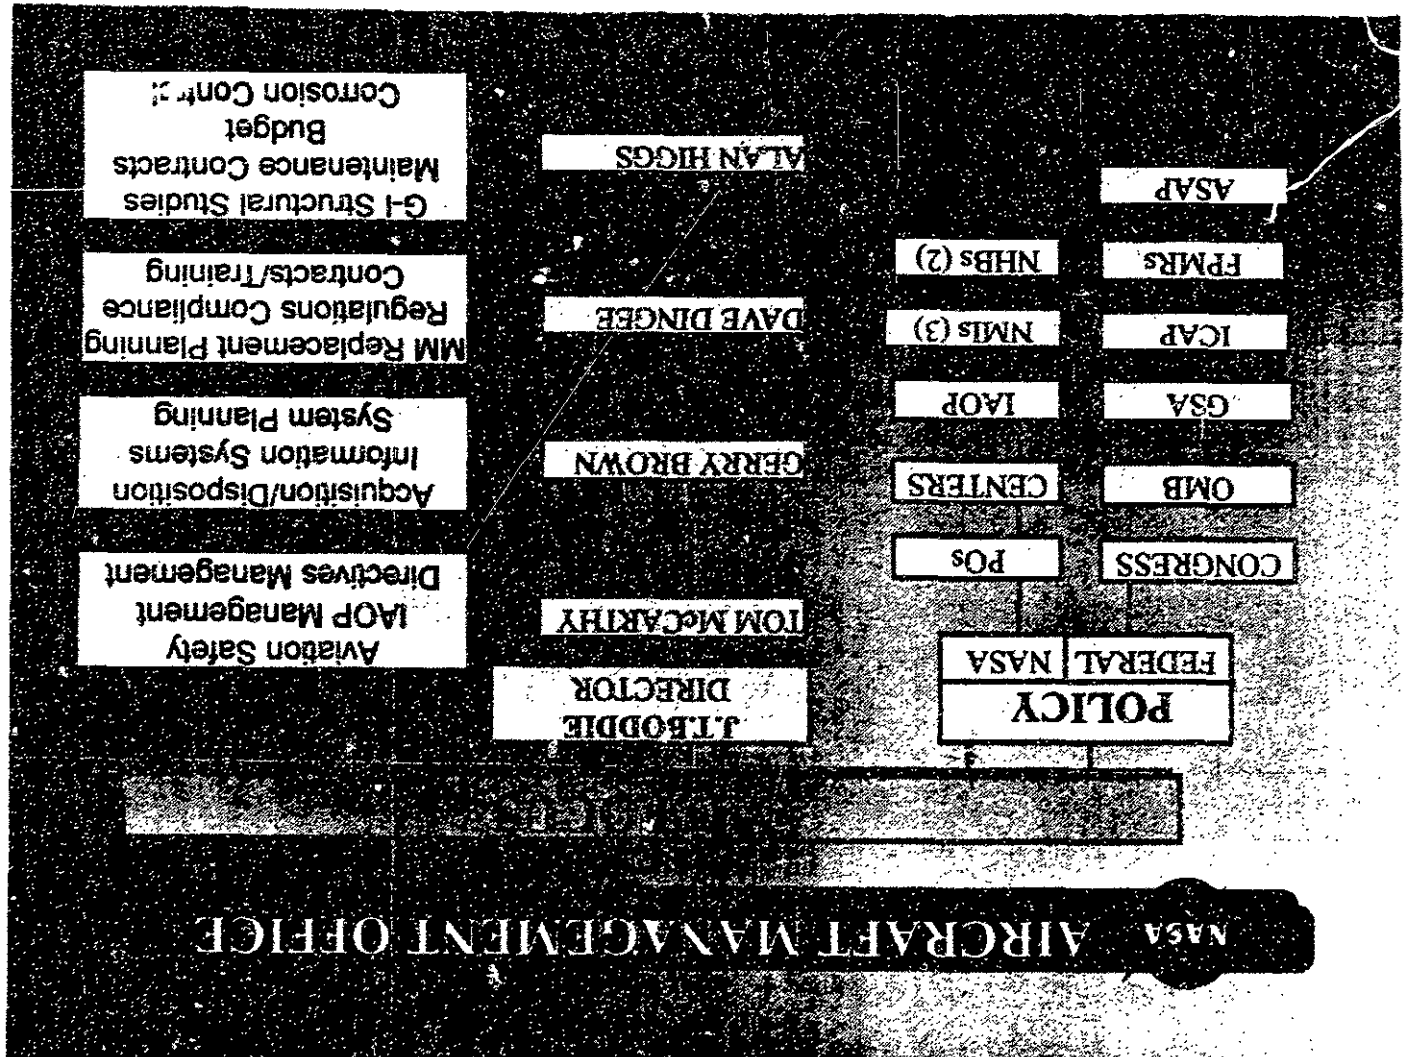 NASA AIRCRAFT MANAGEMENT OFFICE
POLICY
FEDERAL NASA
CONGRESS
OMB
GSA
ICAP
FPMRs
ASAP
POs
CENTERS
IAOP
NMIs (3)
NHBs (2)
J.T.BODDIE
DIRECTOR
TOM McCARTHY
GERRY BROWN
DAVE DINGEE
ALAN HIGGS
Aviation Safety
IAOP Management
Directives Management
Acquisition/Disposition
Information Systems
System Planning
MM Replacement Planning
Regulations Compliance
Contracts/Training
G-I Structural Studies
Maintenance Contracts
Budget
Corrosion